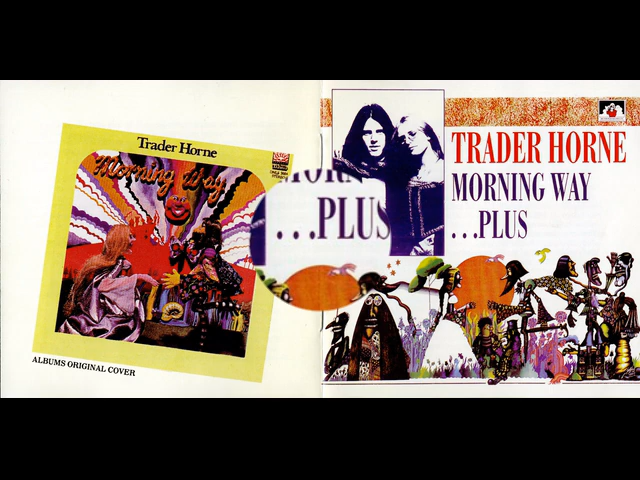 Trader Horne
Morning Way
ALBUMS ORIGINAL COVER
MORN
. . .PLUS
TRADER HORNE
MORNING WAY
. . .PLUS